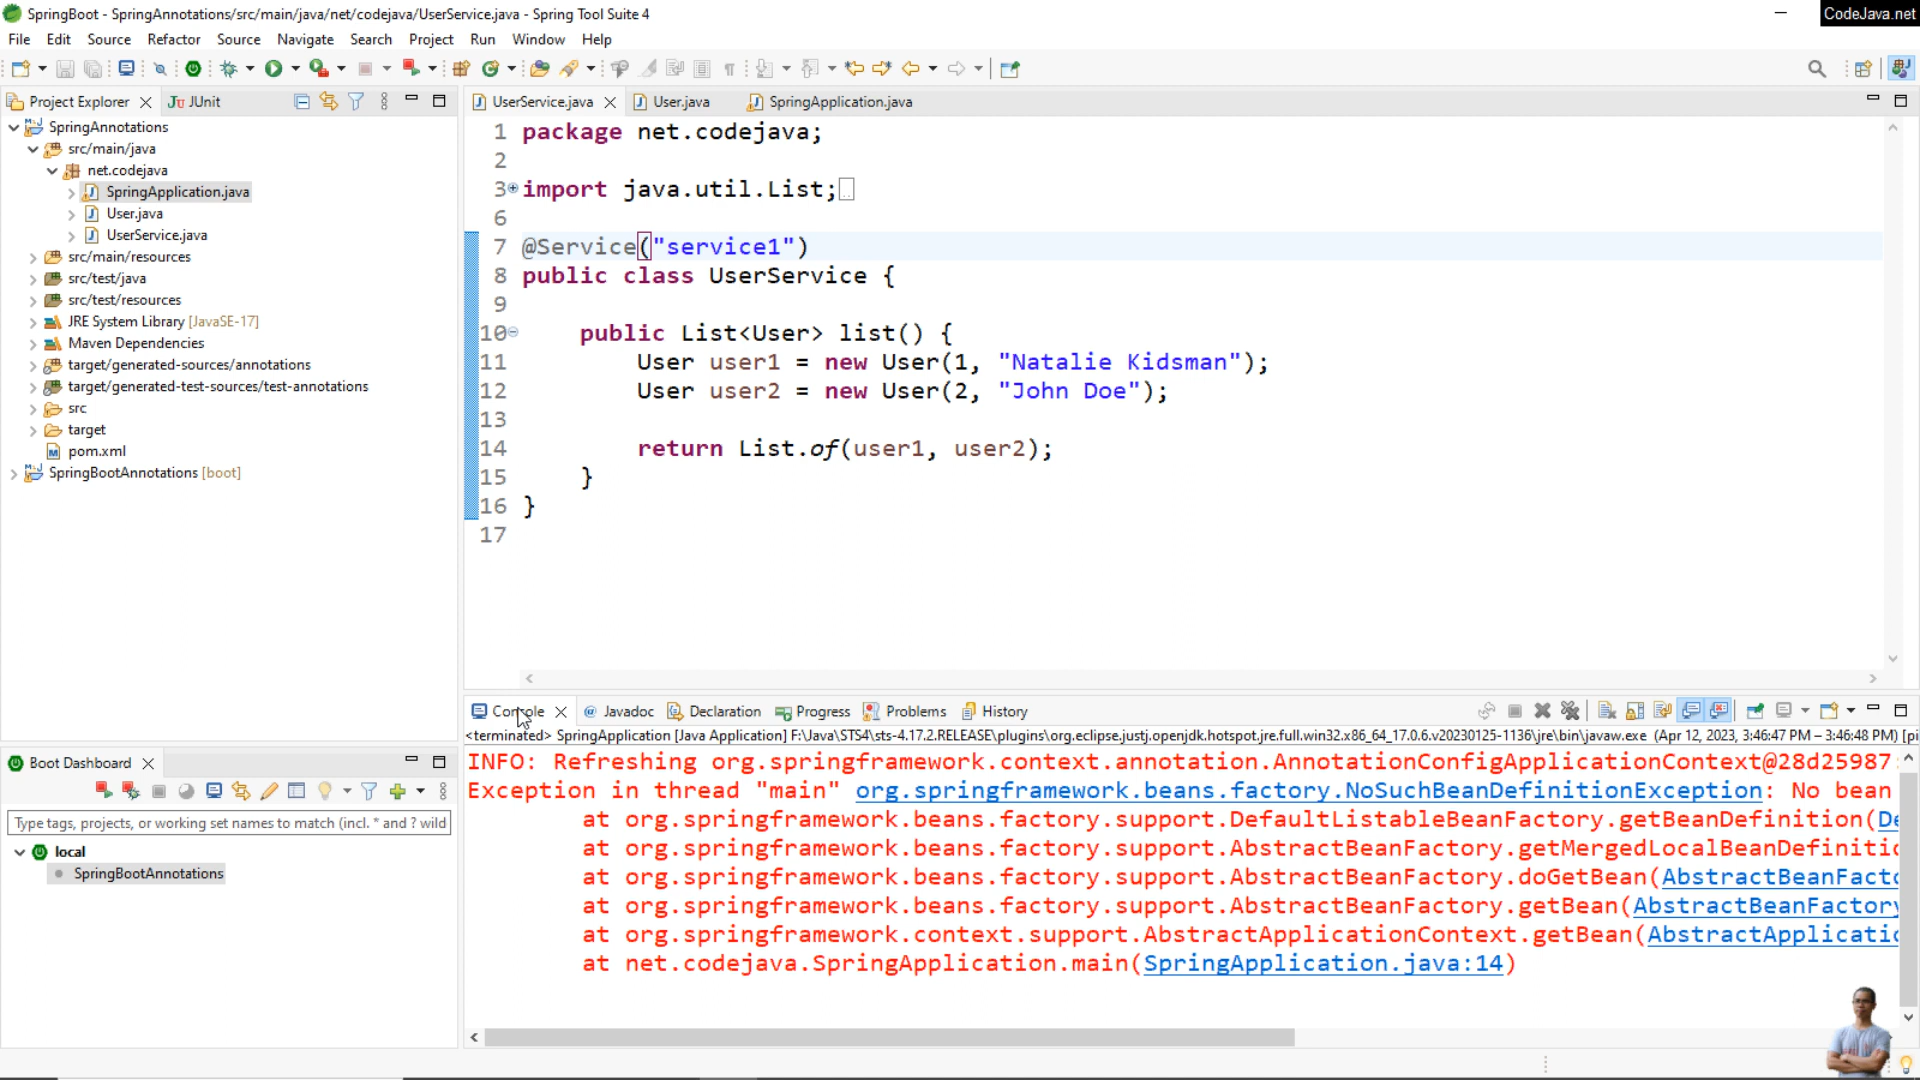 SpringBoot - SpringAnnotations/src/main/java/net/codejava/UserService.java - Spring Tool Suite 4
CodeJava.net
File Edit Source Refactor Source Navigate Search Project Run Window Help
Project Explorer JUnit
SpringAnnotations
src/main/java
net.codejava
SpringApplication.java
User.java
UserService.java
src/main/resources
src/test/java
src/test/resources
JRE System Library [JavaSE-17]
Maven Dependencies
target/generated-sources/annotations
target/generated-test-sources/test-annotations
src
target
pom.xml
SpringBootAnnotations [boot]
UserService.java User.java SpringApplication.java
1 package net.codejava;
2
3 import java.util.List;
6
7 @Service("service1")
8 public class UserService {
9
10 public List<User> list() {
11 User user1 = new User(1, "Natalie Kidsman");
12 User user2 = new User(2, "John Doe");
13
14 return List.of(user1, user2);
15 }
16 }
17
Boot Dashboard
Type tags, projects, or working set names to match (incl. * and ? wild
local
SpringBootAnnotations
Console Javadoc Declaration Progress Problems History
<terminated> SpringApplication [Java Application] F:\Java\STS4\sts-4.17.2.RELEASE\plugins\org.eclipse.justj.openjdk.hotspot.jre.full.win32.x86_64_17.0.6.v20230125-1136\jre\bin\javaw.exe (Apr 12, 2023, 3:46:47 PM – 3:46:48 PM) [pi
INFO: Refreshing org.springframework.context.annotation.AnnotationConfigApplicationContext@28d25987
Exception in thread "main" org.springframework.beans.factory.NoSuchBeanDefinitionException: No bean
at org.springframework.beans.factory.support.DefaultListableBeanFactory.getBeanDefinition(De
at org.springframework.beans.factory.support.AbstractBeanFactory.getMergedLocalBeanDefinitio
at org.springframework.beans.factory.support.AbstractBeanFactory.doGetBean(AbstractBeanFacto
at org.springframework.beans.factory.support.AbstractBeanFactory.getBean(AbstractBeanFactory
at org.springframework.context.support.AbstractApplicationContext.getBean(AbstractApplicatio
at net.codejava.SpringApplication.main(SpringApplication.java:14)